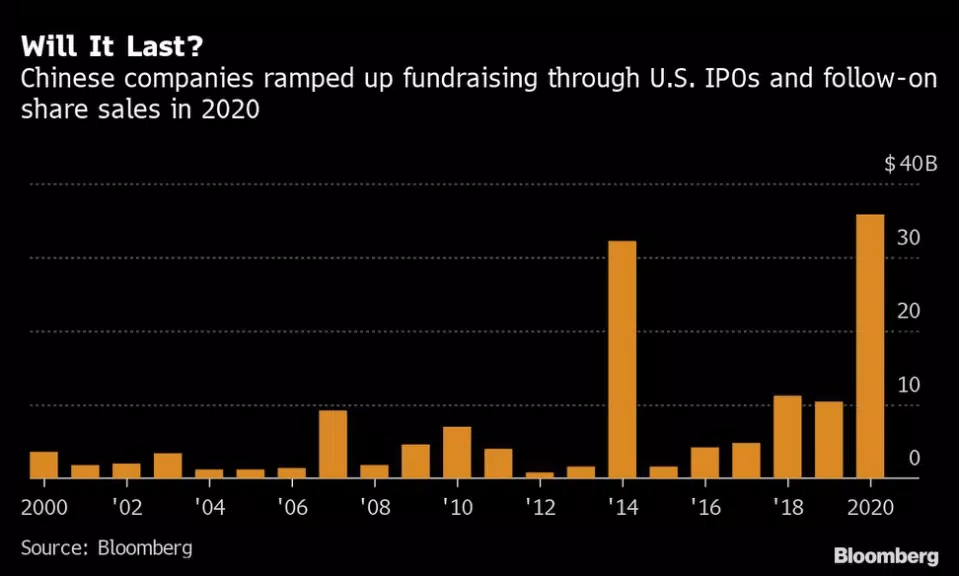 Will It Last?
Chinese companies ramped up fundraising through U.S. IPOs and follow-on
share sales in 2020
$40B
30
20
10
0
2000 '02 '04 '06 '08 '10 '12 '14 '16 '18 2020
Source: Bloomberg
Bloomberg